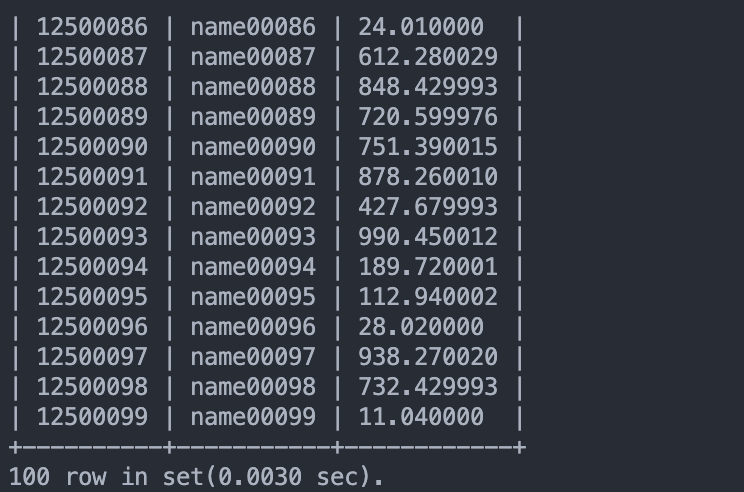 | 12500086 | name00086 | 24.010000  |
| 12500087 | name00087 | 612.280029 |
| 12500088 | name00088 | 848.429993 |
| 12500089 | name00089 | 720.599976 |
| 12500090 | name00090 | 751.390015 |
| 12500091 | name00091 | 878.260010 |
| 12500092 | name00092 | 427.679993 |
| 12500093 | name00093 | 990.450012 |
| 12500094 | name00094 | 189.720001 |
| 12500095 | name00095 | 112.940002 |
| 12500096 | name00096 | 28.020000  |
| 12500097 | name00097 | 938.270020 |
| 12500098 | name00098 | 732.429993 |
| 12500099 | name00099 | 11.040000  |
+----------+-----------+------------+
100 row in set(0.0030 sec).